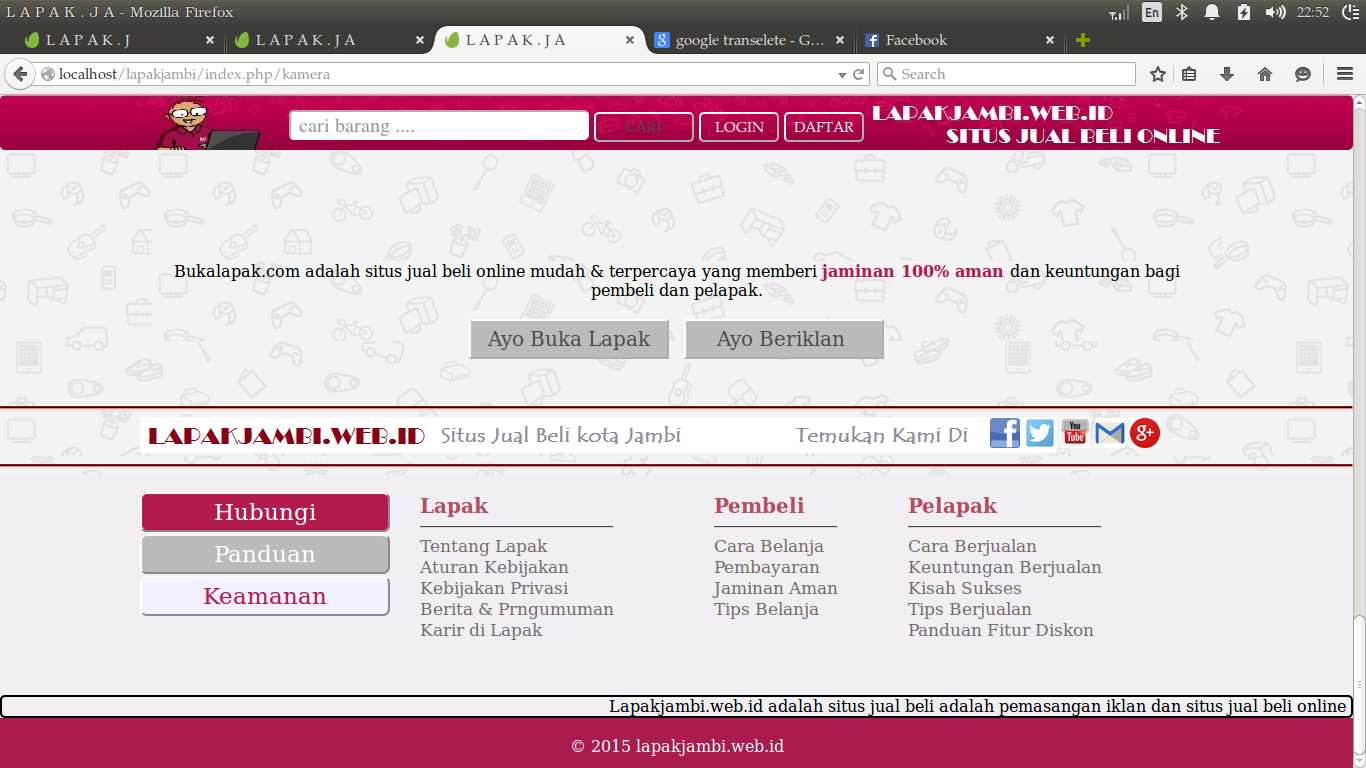 L A P A K . J A - Mozilla Firefox
En
22:52
L A P A K . J
L A P A K . J A
L A P A K . J A
google transelete - G...
Facebook
localhost/lapakjambi/index.php/kamera
Search
cari barang ....
CARI
LOGIN
DAFTAR
LAPAKJAMBI.WEB.ID
SITUS JUAL BELI ONLINE
Bukalapak.com adalah situs jual beli online mudah & terpercaya yang memberi jaminan 100% aman dan keuntungan bagi
pembeli dan pelapak.
Ayo Buka Lapak
Ayo Beriklan
LAPAKJAMBI.WEB.ID
Situs Jual Beli kota Jambi
Temukan Kami Di
You
Tube
g+
Hubungi
Panduan
Keamanan
Lapak
Tentang Lapak
Aturan Kebijakan
Kebijakan Privasi
Berita & Prngumuman
Karir di Lapak
Pembeli
Cara Belanja
Pembayaran
Jaminan Aman
Tips Belanja
Pelapak
Cara Berjualan
Keuntungan Berjualan
Kisah Sukses
Tips Berjualan
Panduan Fitur Diskon
Lapakjambi.web.id adalah situs jual beli adalah pemasangan iklan dan situs jual beli online
© 2015 lapakjambi.web.id